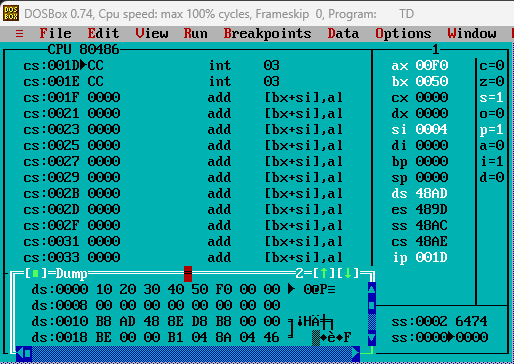 DOSBox 0.74, Cpu speed: max 100% cycles, Frameskip 0, Program: TD
≡ File Edit View Run Breakpoints Data Options Window
CPU 80486 1
cs:001D►CC int 03 ax 00F0 c=0
cs:001E CC int 03 bx 0050 z=0
cs:001F 0000 add [bx+si],al cx 0000 s=1
cs:0021 0000 add [bx+si],al dx 0000 o=0
cs:0023 0000 add [bx+si],al si 0004 p=1
cs:0025 0000 add [bx+si],al di 0000 a=0
cs:0027 0000 add [bx+si],al bp 0000 i=1
cs:0029 0000 add [bx+si],al sp 0000 d=0
cs:002B 0000 add [bx+si],al ds 48AD
cs:002D 0000 add [bx+si],al es 489D
cs:002F 0000 add [bx+si],al ss 48AC
cs:0031 0000 add [bx+si],al cs 48AE
cs:0033 0000 add [bx+si],al ip 001D
[■]=Dump 2=[↑][↓]
ds:0000 10 20 30 40 50 F0 00 00 ► 0@P≡
ds:0008 00 00 00 00 00 00 00 00
ds:0010 B8 AD 48 8E D8 B8 00 00 ╕¡HÄ╪╕ ss:0002 6474
ds:0018 BE 00 00 B1 04 8A 04 46 ss:0000►0000